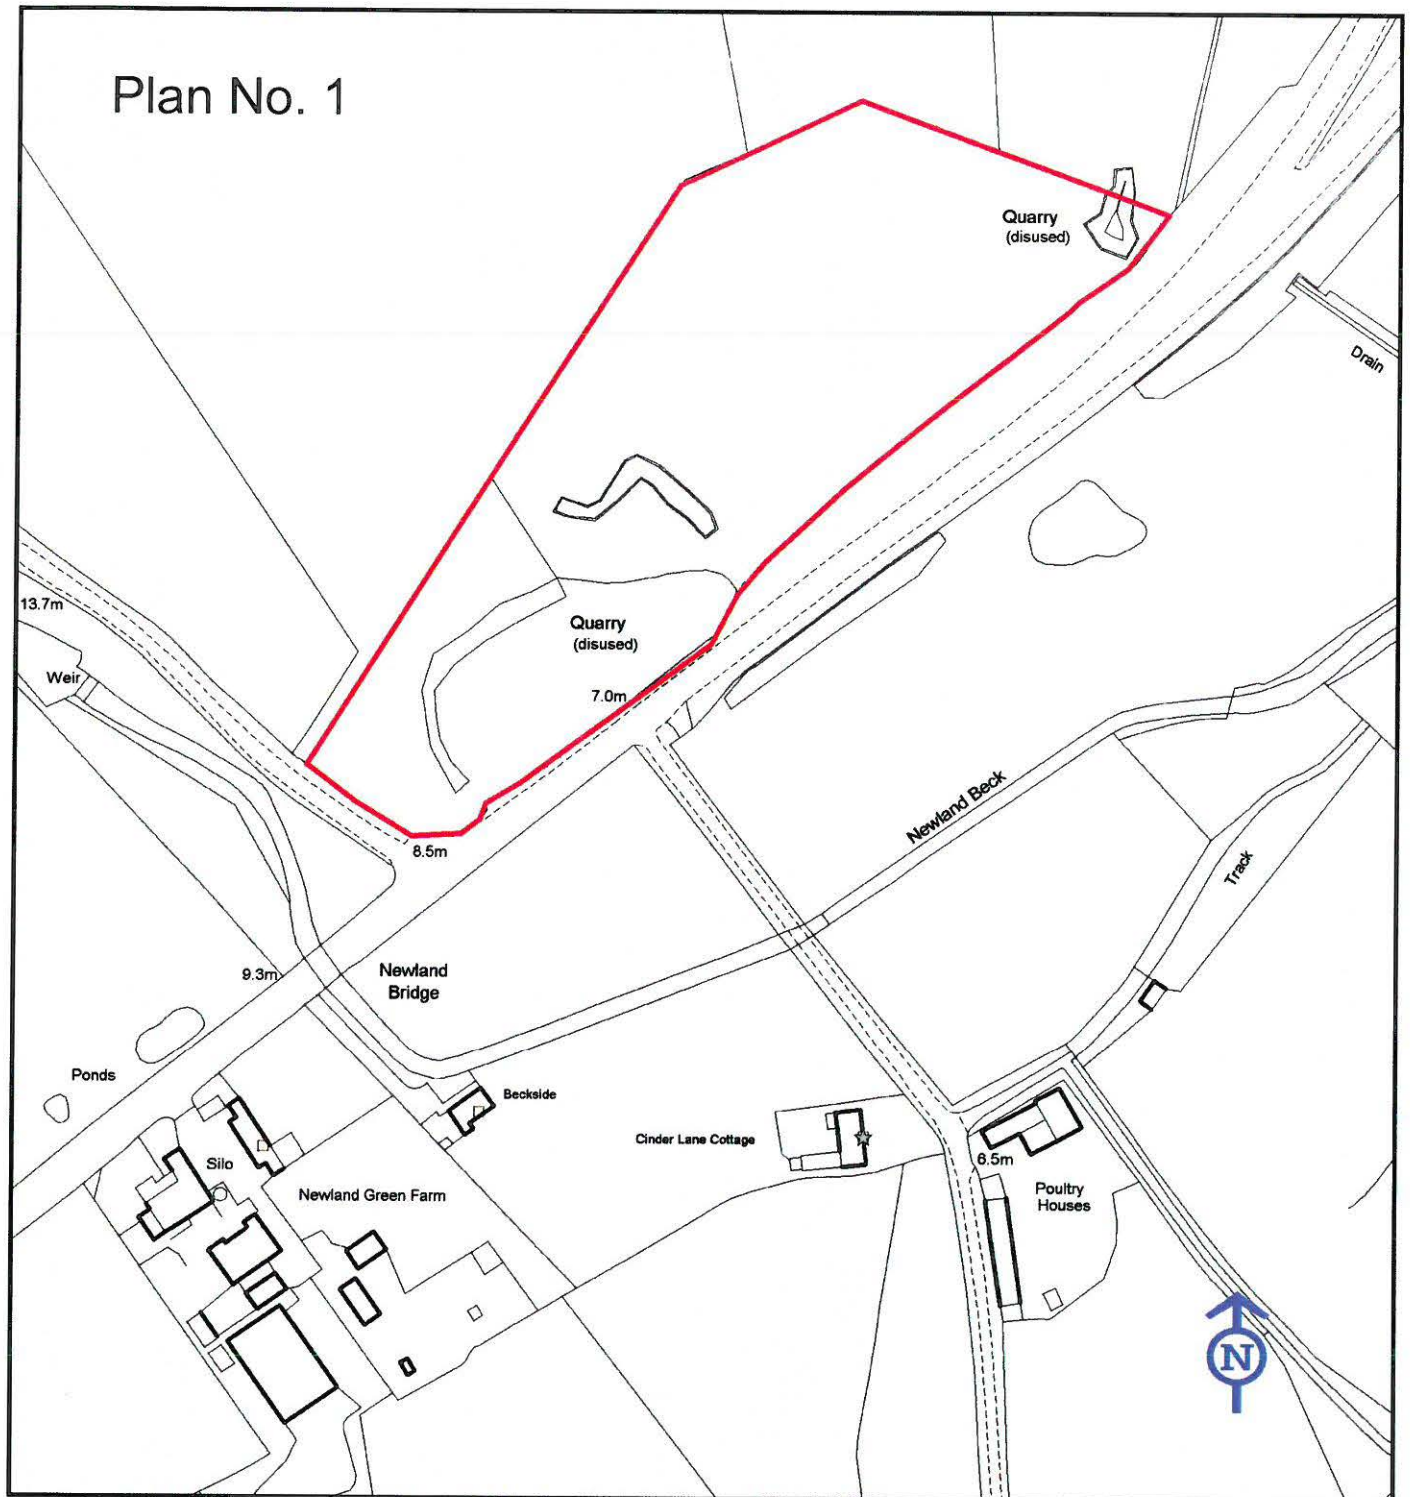 Plan No. 1
Quarry
(disused)
Drain
13.7m
Quarry
(disused)
Weir
7.0m
Newland Beck
8.5m
Track
9.3m
Newland
Bridge
Ponds
Beckside
Cinder Lane Cottage
6.5m
Silo
Newland Green Farm
Poultry
Houses
N